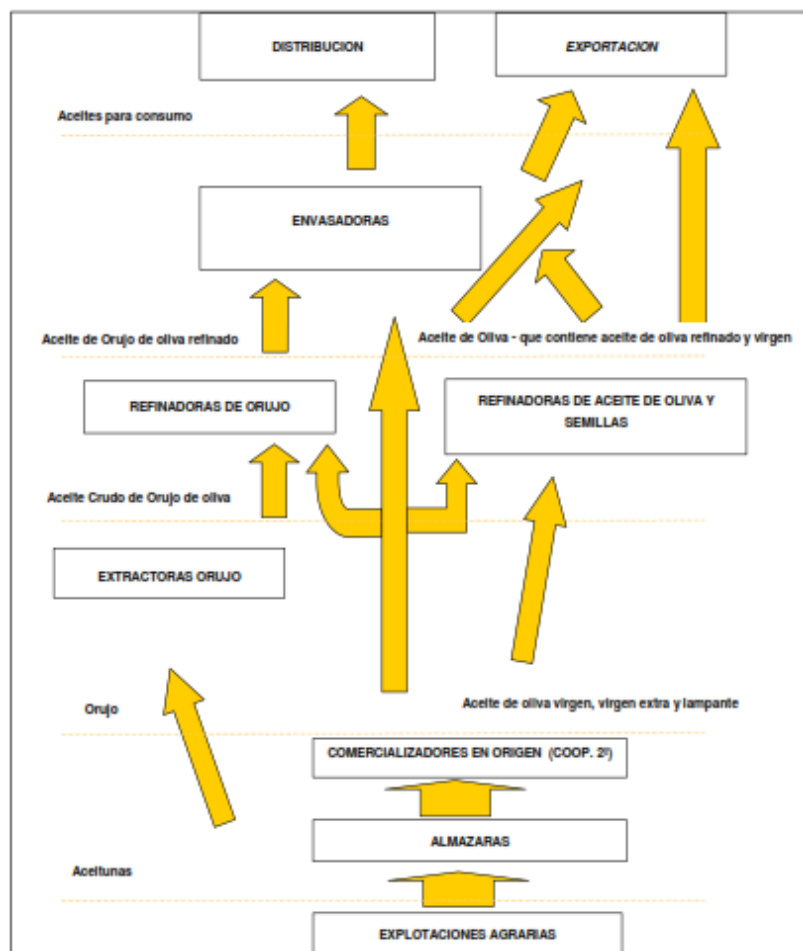 DISTRIBUCION
EXPORTACION
Aceites para consumo
ENVASADORAS
Aceite de Orujo de oliva refinado
Aceite de Oliva - que contiene aceite de oliva refinado y virgen
REFINADORAS DE ORUJO
REFINADORAS DE ACEITE DE OLIVA Y
SEMILLAS
Aceite Crudo de Orujo de oliva
EXTRACTORAS ORUJO
Orujo
Aceite de oliva virgen, virgen extra y lampante
COMERCIALIZADORES EN ORIGEN (COOP. 2º)
ALMAZARAS
Aceitunas
EXPLOTACIONES AGRARIAS